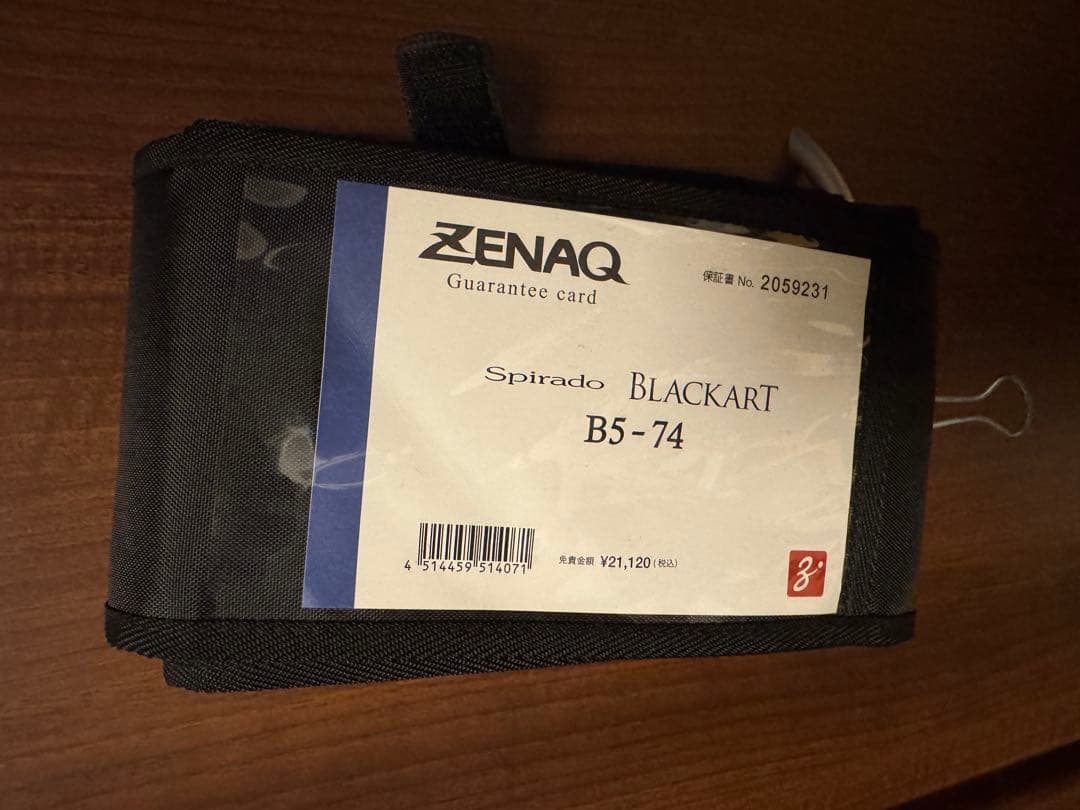 ZENAQ
Guarantee card
保証書 No. 2059231
Spirado BLACKART
B5-74
4 514459 514071
免責金額 ¥21,120(税込)